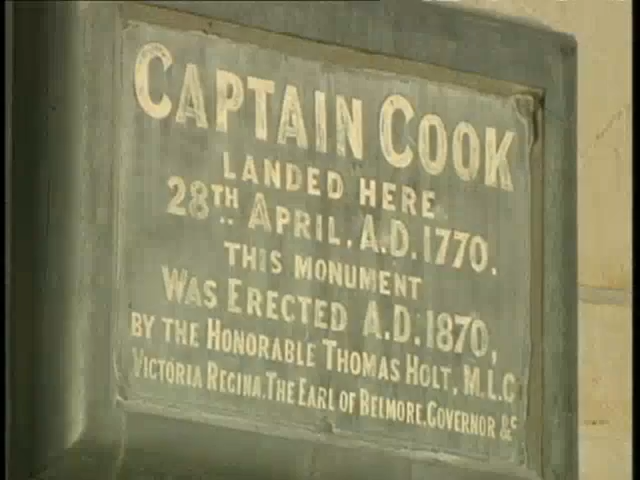 CAPTAIN COOK
LANDED HERE
28TH APRIL. A.D. 1770.
THIS MONUMENT
WAS ERECTED A.D. 1870,
BY THE HONORABLE THOMAS HOLT, M.L.C
VICTORIA REGINA. THE EARL OF BELMORE. GOVERNOR &c